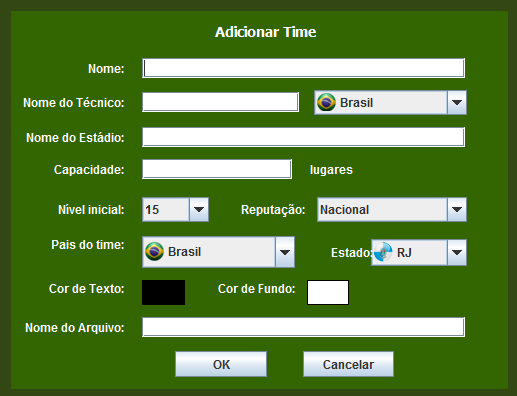 Adicionar Time
Nome:
Nome do Técnico: Brasil
Nome do Estádio:
Capacidade: lugares
Nível inicial: 15 Reputação: Nacional
Pais do time: Brasil Estado: RJ
Cor de Texto: Cor de Fundo:
Nome do Arquivo:
OK Cancelar